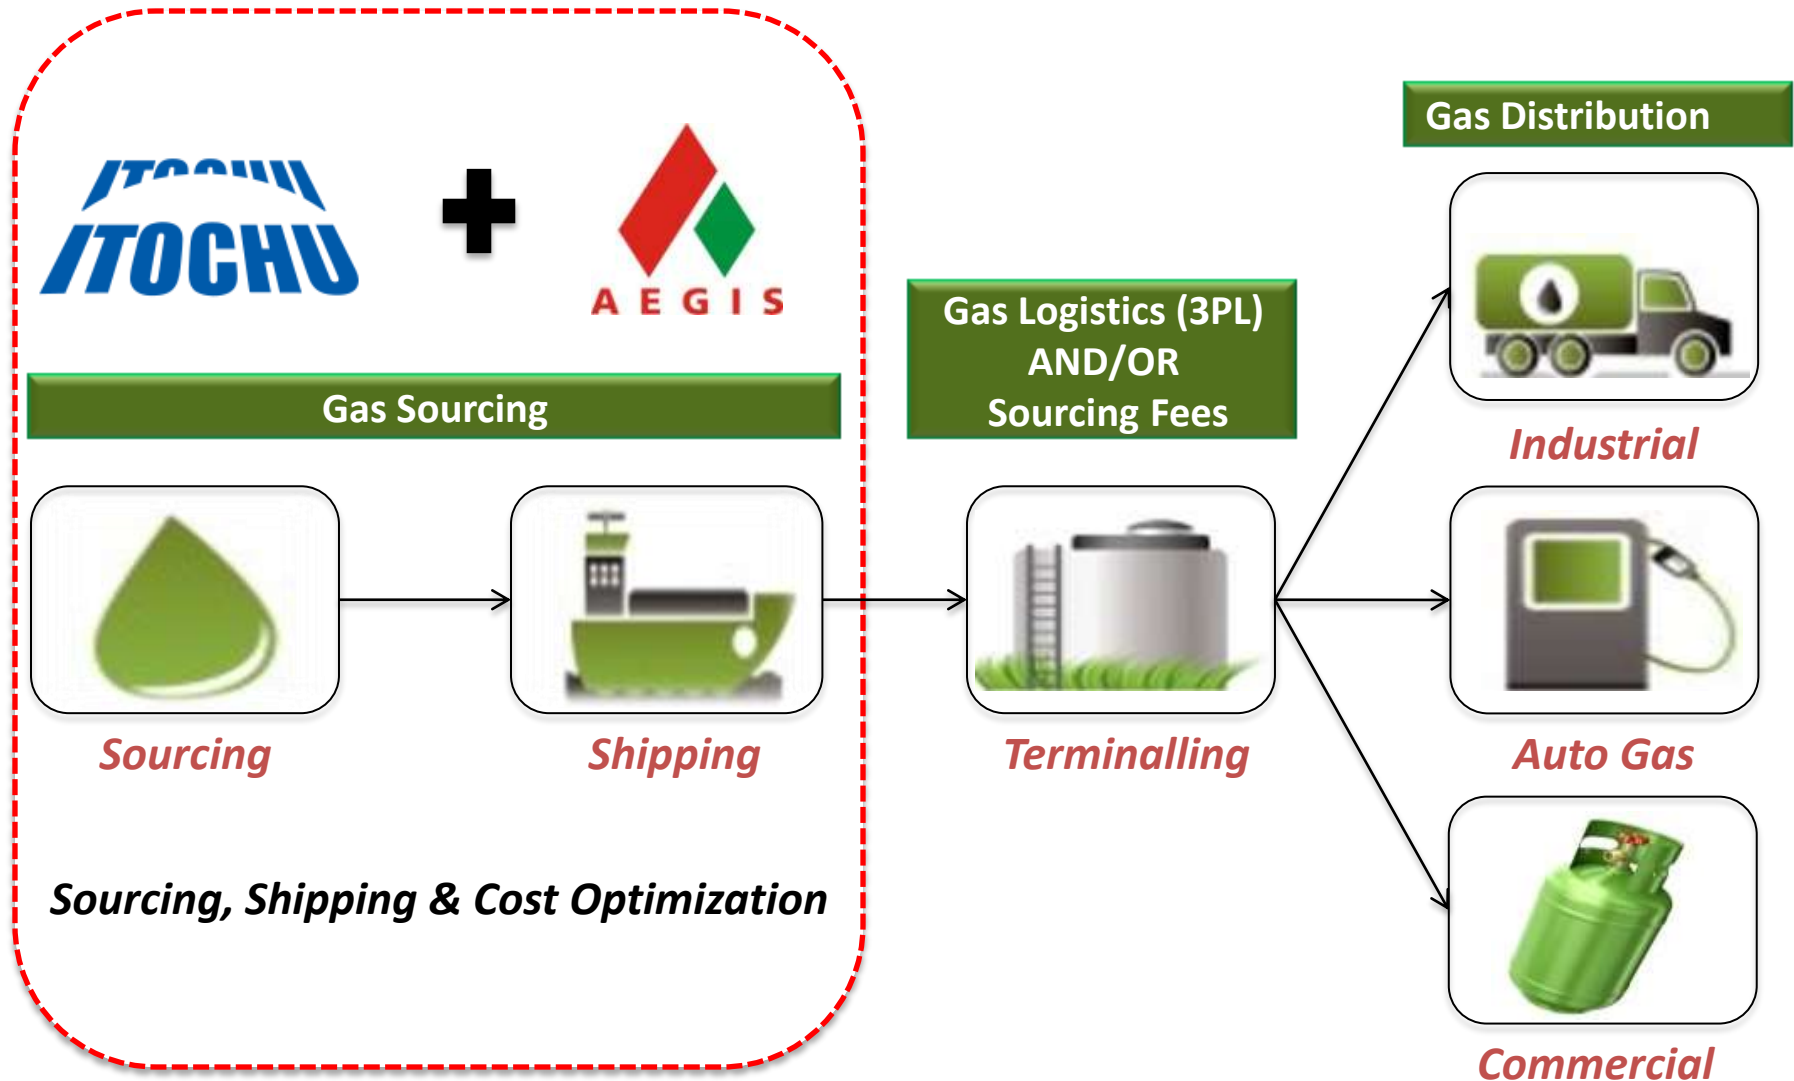 ITOCHU
ITOCHU
AEGIS
Gas Sourcing
Sourcing
Shipping
Sourcing, Shipping & Cost Optimization
Gas Logistics (3PL)
AND/OR
Sourcing Fees
Terminalling
Gas Distribution
Industrial
Auto Gas
Commercial